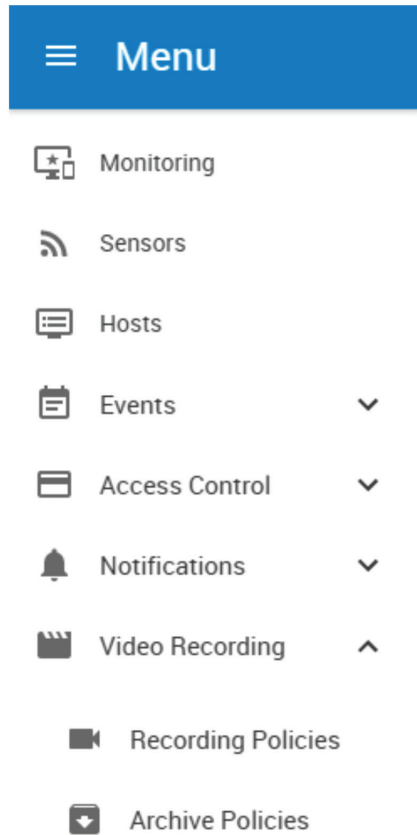 Menu
Monitoring
Sensors
Hosts
Events
Access Control
Notifications
Video Recording
Recording Policies
Archive Policies